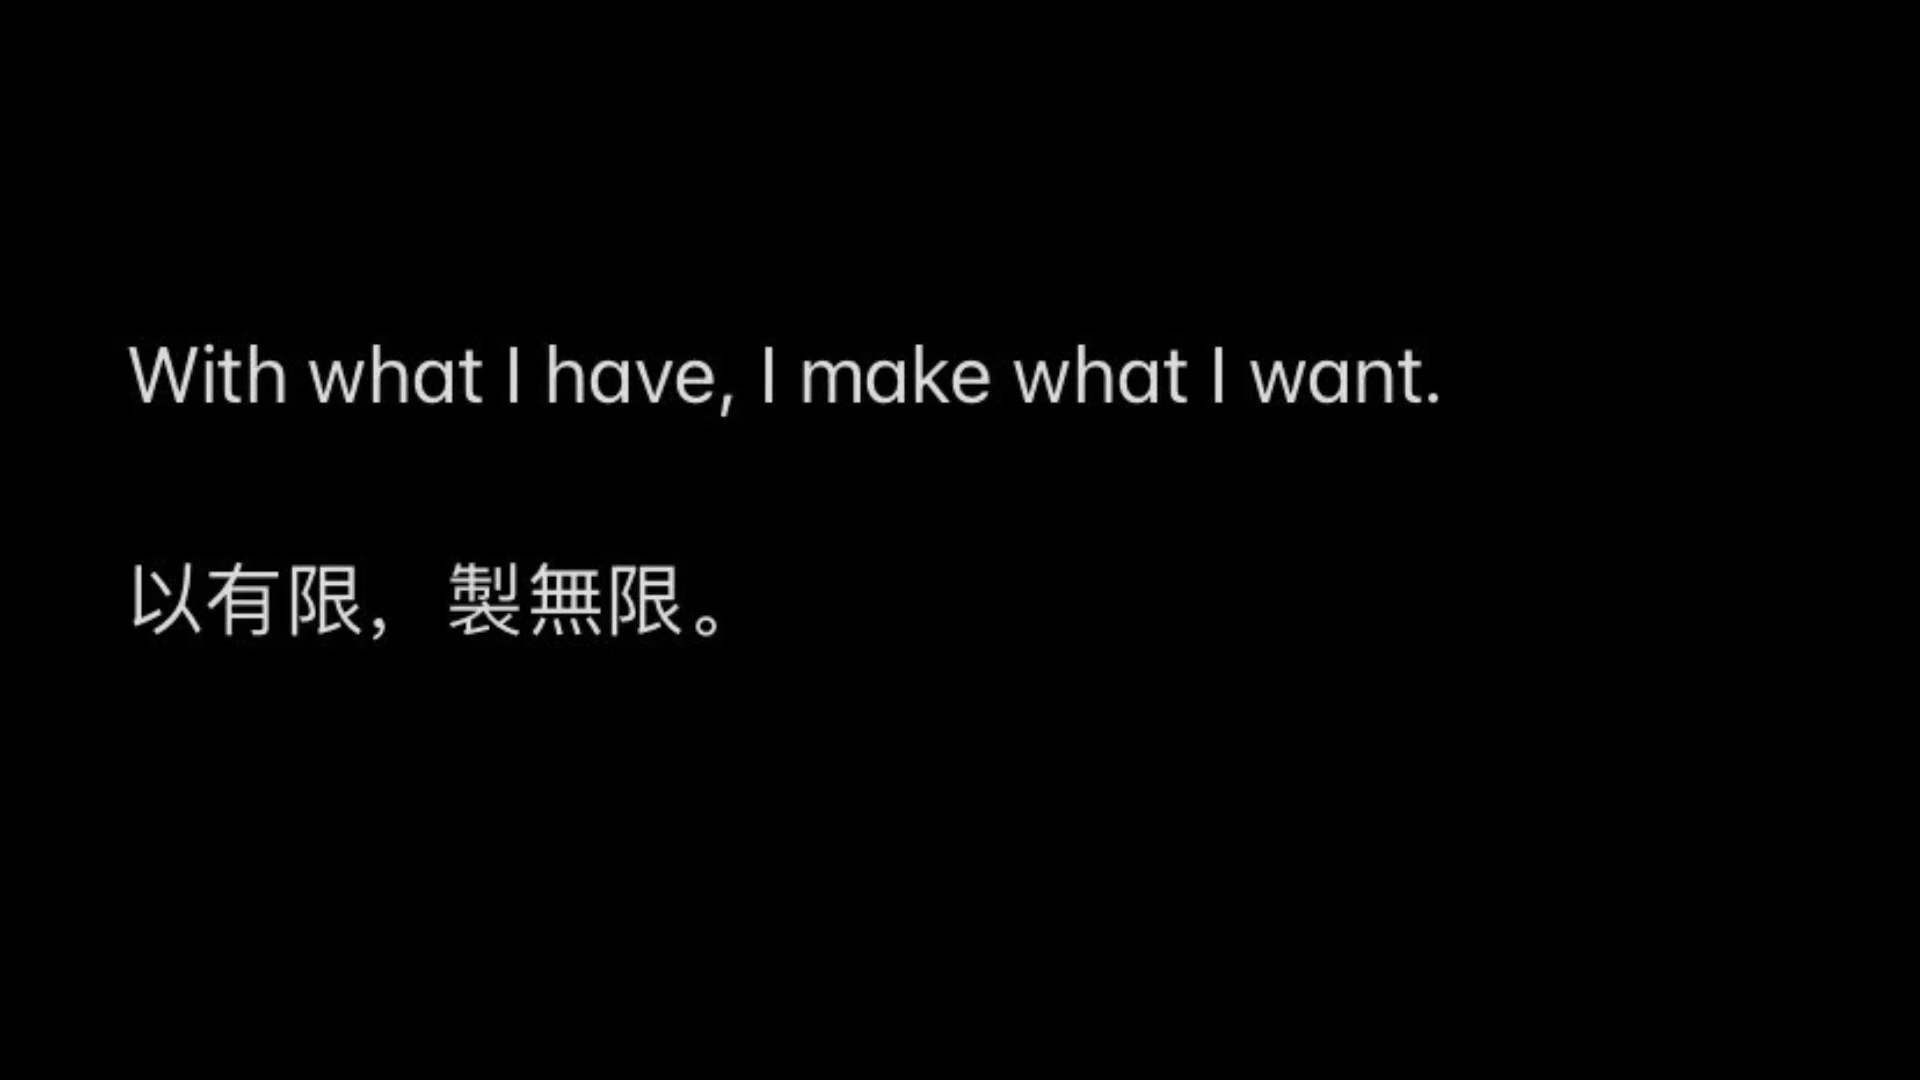 With what I have, I make what I want.
以有限，製無限。